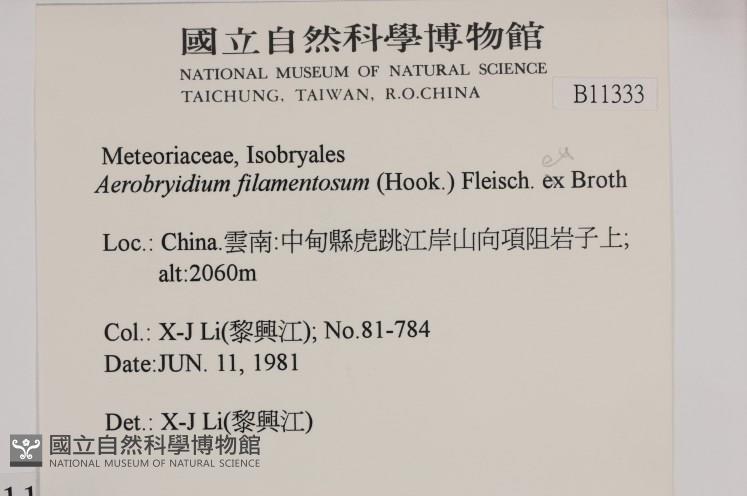 國立自然科學博物館
NATIONAL MUSEUM OF NATURAL SCIENCE
TAICHUNG, TAIWAN, R.O.CHINA
B11333
Meteoriaceae, Isobryales
Aerobryidium filamentosum (Hook.) Fleisch. ex Broth
Loc.: China.雲南:中甸縣虎跳江岸山向項阻岩子上;
alt:2060m
Col.: X-J Li(黎興江); No.81-784
Date:JUN. 11, 1981
Det.: X-J Li(黎興江)
國立自然科學博物館
NATIONAL MUSEUM OF NATURAL SCIENCE
11